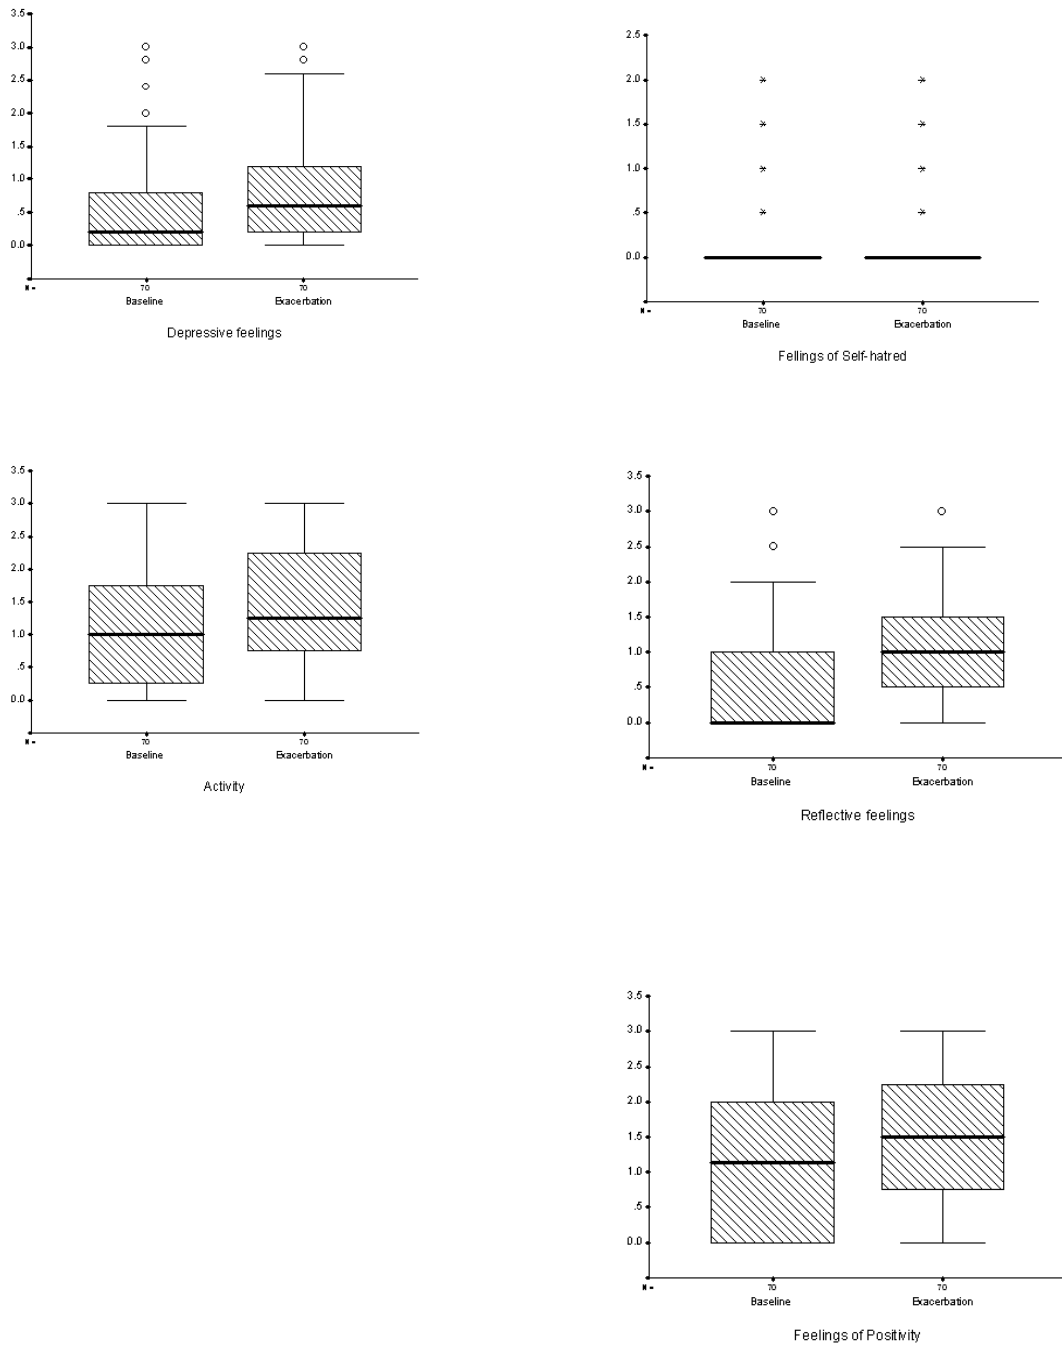 3.5
3.0
2.5
2.0
1.5
1.0
.5
0.0
N =
70
70
Baseline
Exacerbation
Depressive feelings
2.5
2.0
1.5
1.0
.5
0.0
N =
70
70
Baseline
Exacerbation
Fellings of Self-hatred
3.5
3.0
2.5
2.0
1.5
1.0
.5
0.0
N =
70
70
Baseline
Exacerbation
Activity
3.5
3.0
2.5
2.0
1.5
1.0
.5
0.0
N =
70
70
Baseline
Exacerbation
Reflective feelings
3.5
3.0
2.5
2.0
1.5
1.0
.5
0.0
N =
70
70
Baseline
Exacerbation
Feelings of Positivity